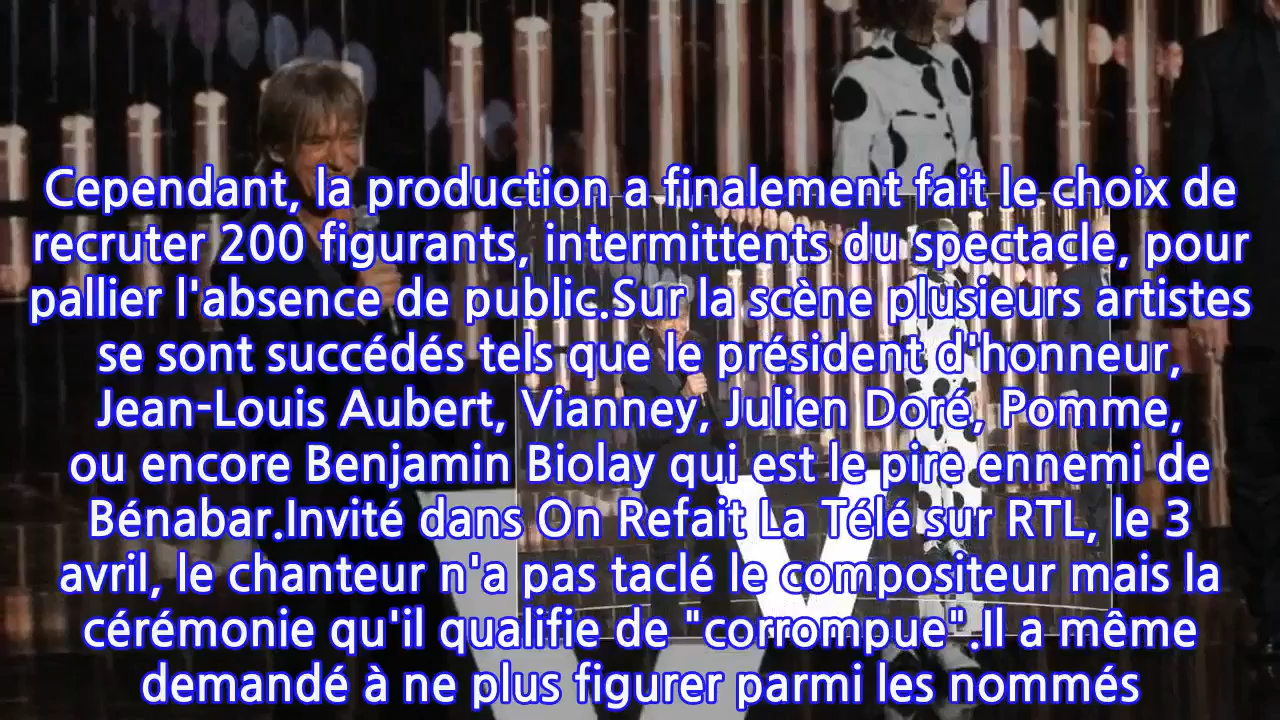 Cependant, la production a finalement fait le choix de
recruter 200 figurants, intermittents du spectacle, pour
pallier l'absence de public.Sur la scène plusieurs artistes
se sont succédés tels que le président d'honneur,
Jean-Louis Aubert, Vianney, Julien Doré, Pomme,
ou encore Benjamin Biolay qui est le pire ennemi de
Bénabar.Invité dans On Refait La Télé sur RTL, le 3
avril, le chanteur n'a pas taclé le compositeur mais la
cérémonie qu'il qualifie de "corrompue".Il a même
demandé à ne plus figurer parmi les nommés